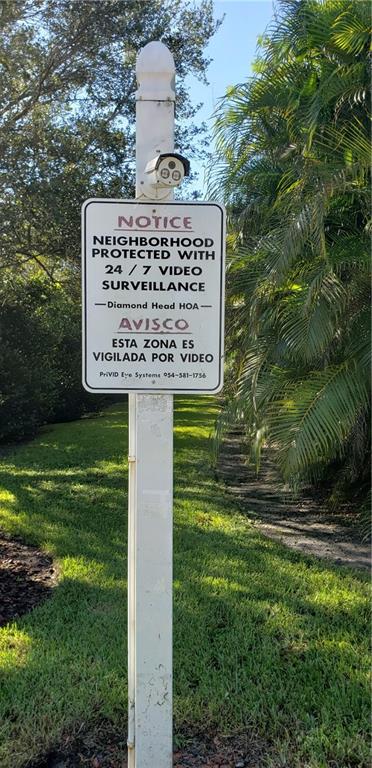 NOTICE
NEIGHBORHOOD
PROTECTED WITH
24 / 7 VIDEO
SURVEILLANCE
—Diamond Head HOA—
AVISCO
ESTA ZONA ES
VIGILADA POR VIDEO
PriVID Eye Systems 954-581-1756